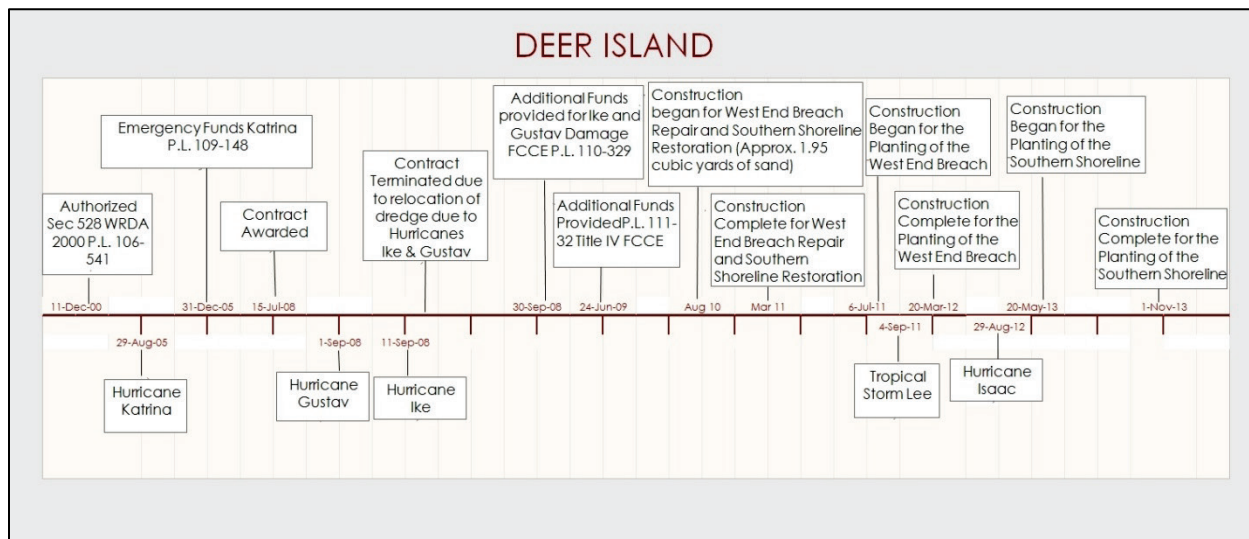 DEER ISLAND
Authorized
Sec 528 WRDA
2000 P.L. 106-
541
Emergency Funds Katrina
P.L. 109-148
Contract
Awarded
Contract
Terminated due
to relocation of
dredge due to
Hurricanes
Ike & Gustav
Additional Funds
provided for Ike and
Gustav Damage
FCCE P.L. 110-329
Additional Funds
ProvidedP.L. 111-
32 Title IV FCCE
Construction
began for West End Breach
Repair and Southern Shoreline
Restoration (Approx. 1.95
cubic yards of sand)
Construction
Complete for West
End Breach Repair
and Southern
Shoreline Restoration
Construction
Began for the
Planting of the
West End Breach
Construction
Complete for the
Planting of the
West End Breach
Construction
Began for the
Planting of the
Southern Shoreline
Construction
Complete for the
Planting of the
Southern Shoreline
11-Dec-00
31-Dec-05
15-Jul-08
30-Sep-08
24-Jun-09
Aug 10
Mar 11
6-Jul-11
20-Mar-12
20-May-13
1-Nov-13
29-Aug-05
1-Sep-08
11-Sep-08
4-Sep-11
29-Aug-12
Hurricane
Katrina
Hurricane
Gustav
Hurricane
Ike
Tropical
Storm Lee
Hurricane
Isaac